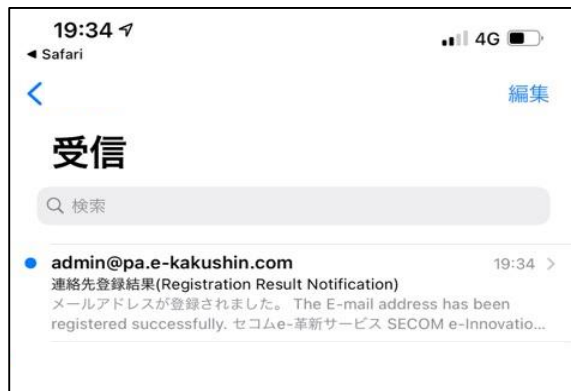 19:34
4G
Safari
編集
受信
検索
admin@pa.e-kakushin.com 19:34
連絡先登録結果(Registration Result Notification)
メールアドレスが登録されました。 The E-mail address has been
registered successfully. セコムe-革新サービス SECOM e-Innovatio...